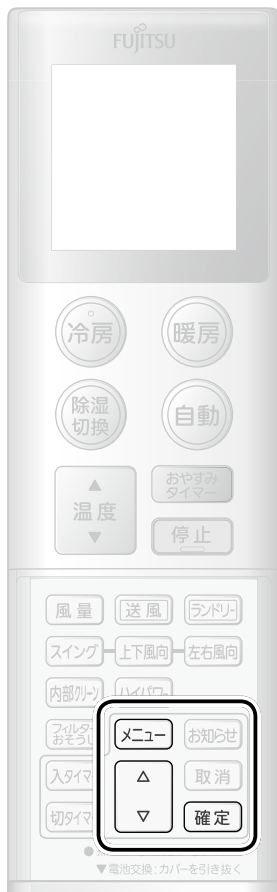 FUJITSU
冷房 暖房
除湿
切換
自動
おやすみ
タイマー
▲
温度
▼
停止
風量 送風 ランドリー
スイング 上下風向 左右風向
内部クリーン ハイパワー
フィルター
おそうじ
メニュー お知らせ
入タイマ
△
取消
切タイマ
▽
確定
▼電池交換:カバーを引き抜く